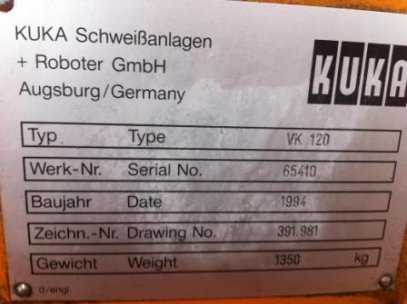 KUKA Schweißanlagen
+ Roboter GmbH
Augsburg/Germany
KUKA
Typ Type VK 120
Werk-Nr. Serial No. 65410
Baujahr Date 1994
Zeichn.-Nr. Drawing No. 391.981
Gewicht Weight 1350 kg
d/engl.